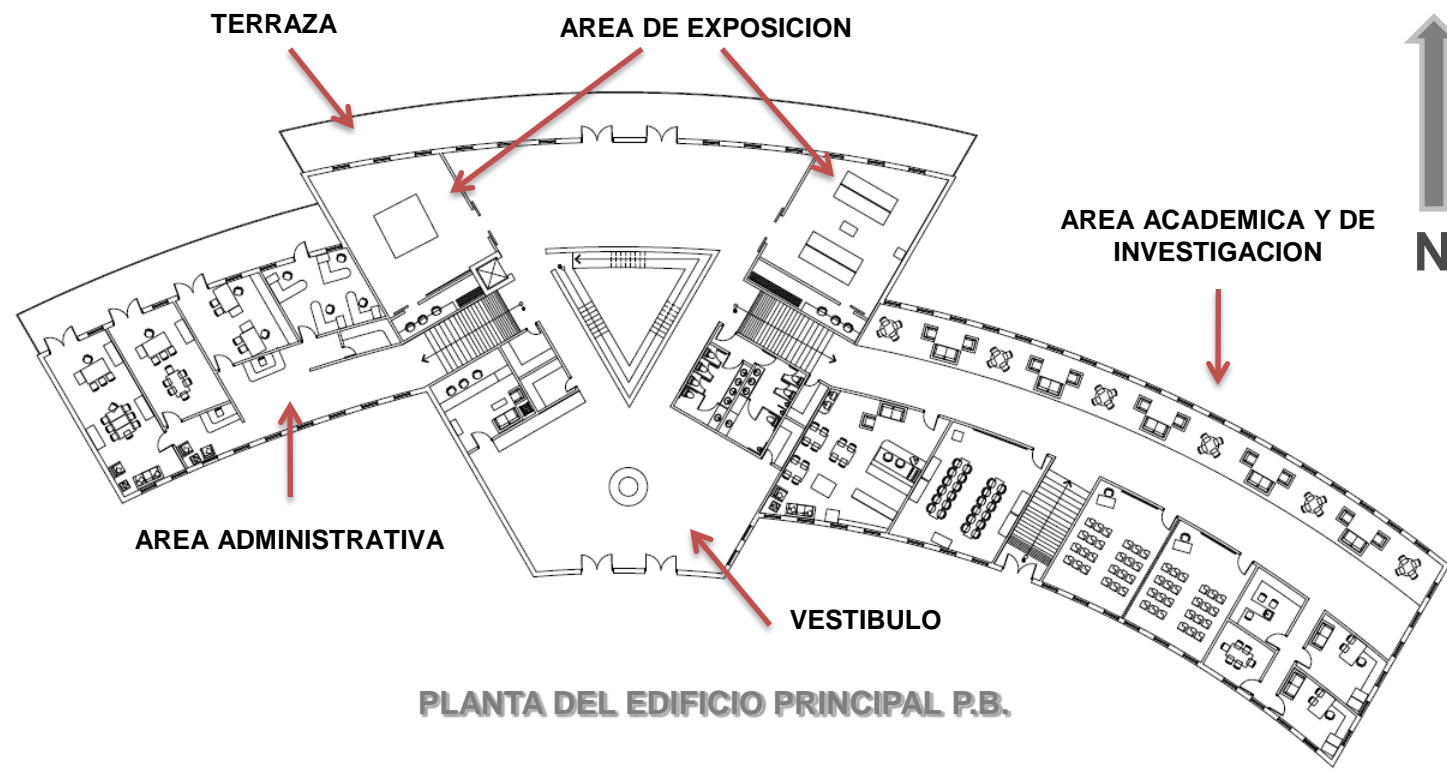 TERRAZA
AREA DE EXPOSICION
AREA ACADEMICA Y DE
INVESTIGACION
N
AREA ADMINISTRATIVA
VESTIBULO
PLANTA DEL EDIFICIO PRINCIPAL P.B.